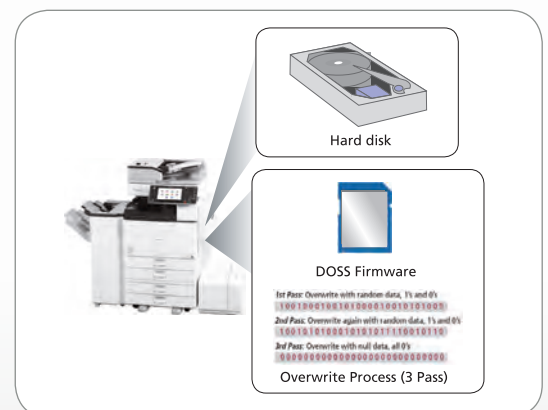 Hard disk
DOSS Firmware
1st Pass: Overwrite with random data, 1's and 0's
2nd Pass: Overwrite again with random data, 1's and 0's
10010101000101010111110010110
3rd Pass: Overwrite with null data, all 0's
Overwrite Process (3 Pass)